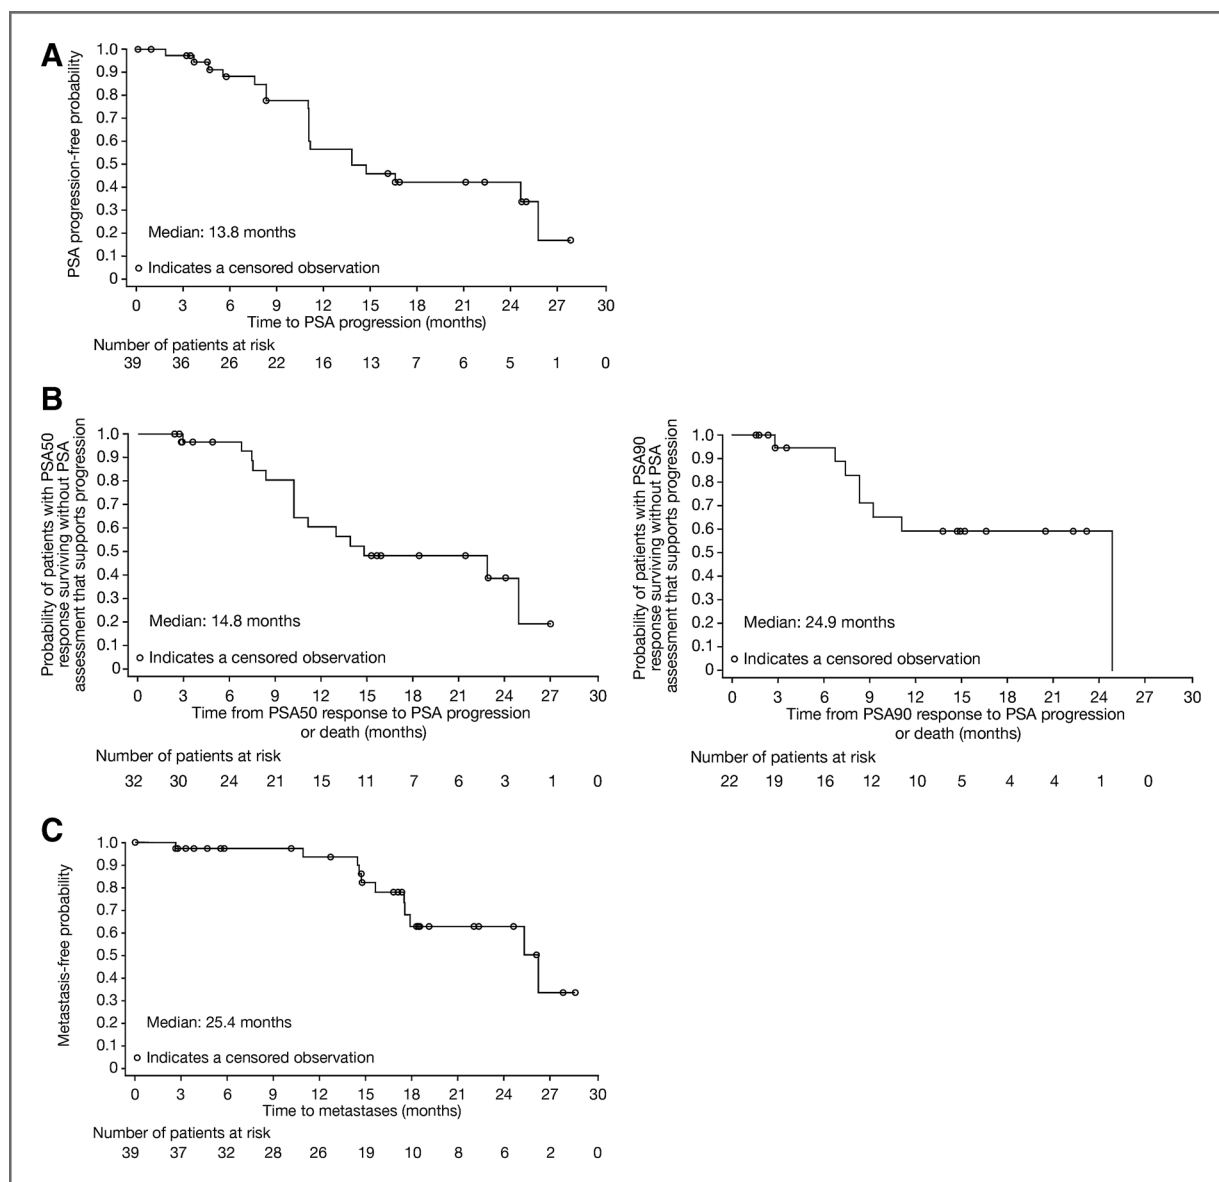 A
PSA progression-free probability
1.0
0.9
0.8
0.7
0.6
0.5
0.4
0.3
0.2
0.1
0
Median: 13.8 months
Indicates a censored observation
0 3 6 9 12 15 18 21 24 27 30
Time to PSA progression (months)
Number of patients at risk
39 36 26 22 16 13 7 6 5 1 0
B
Probability of patients with PSA50
response surviving without PSA
assessment that supports progression
1.0
0.9
0.8
0.7
0.6
0.5
0.4
0.3
0.2
0.1
0
Median: 14.8 months
Indicates a censored observation
0 3 6 9 12 15 18 21 24 27 30
Time from PSA50 response to PSA progression
or death (months)
Number of patients at risk
32 30 24 21 15 11 7 6 3 1 0
Probability of patients with PSA90
response surviving without PSA
assessment that supports progression
1.0
0.9
0.8
0.7
0.6
0.5
0.4
0.3
0.2
0.1
0
Median: 24.9 months
Indicates a censored observation
0 3 6 9 12 15 18 21 24 27 30
Time from PSA90 response to PSA progression
or death (months)
Number of patients at risk
22 19 16 12 10 5 4 4 1 0
C
Metastasis-free probability
1.0
0.9
0.8
0.7
0.6
0.5
0.4
0.3
0.2
0.1
0
Median: 25.4 months
Indicates a censored observation
0 3 6 9 12 15 18 21 24 27 30
Time to metastases (months)
Number of patients at risk
39 37 32 28 26 19 10 8 6 2 0